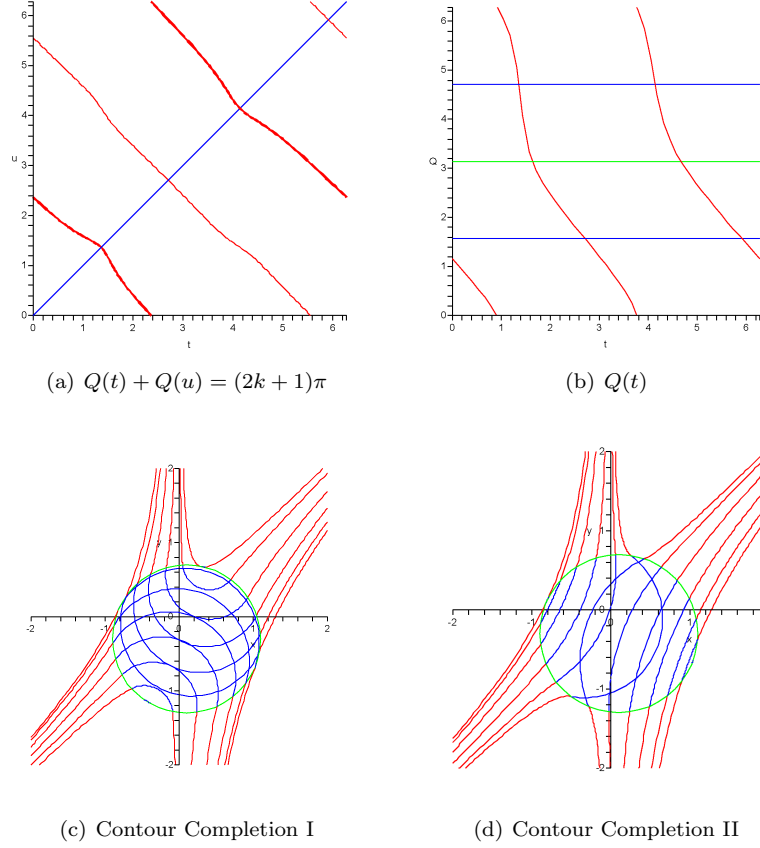 6
5
4
u
3
2
1
0
0 1 2 3 4 5 6
t
6
5
4
Q
3
2
1
0
0 1 2 3 4 5 6
t
(a) Q(t) + Q(u) = (2k + 1)π
(b) Q(t)
2
y
1
-2 -1 0 0 1 2
x
-1
-2
2
y
1
-2 -1 0 0 1
x
-1
-2
(c) Contour Completion I
(d) Contour Completion II